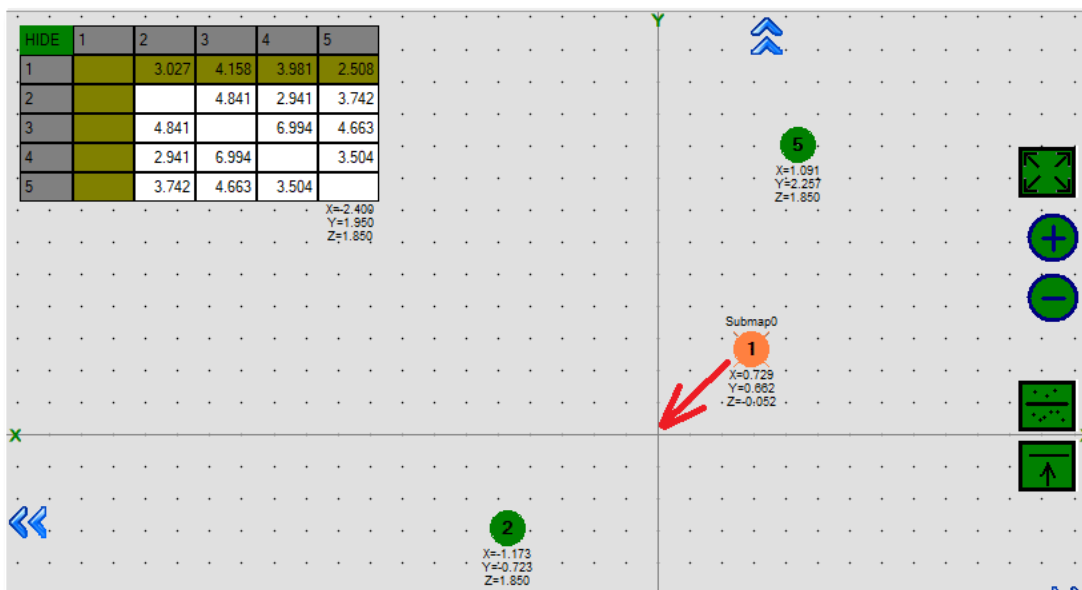 HIDE 1 2 3 4 5
1 3.027 4.158 3.981 2.508
2 4.841 2.941 3.742
3 4.841 6.994 4.663
4 2.941 6.994 3.504
5 3.742 4.663 3.504
X=-2.409
Y=1.950
Z=1.850
Y
5
X=1.091
Y=2.257
Z=1.850
Submap0
1
X=0.729
Y=0.662
Z=-0.052
X
2
X=-1.173
Y=-0.723
Z=1.850